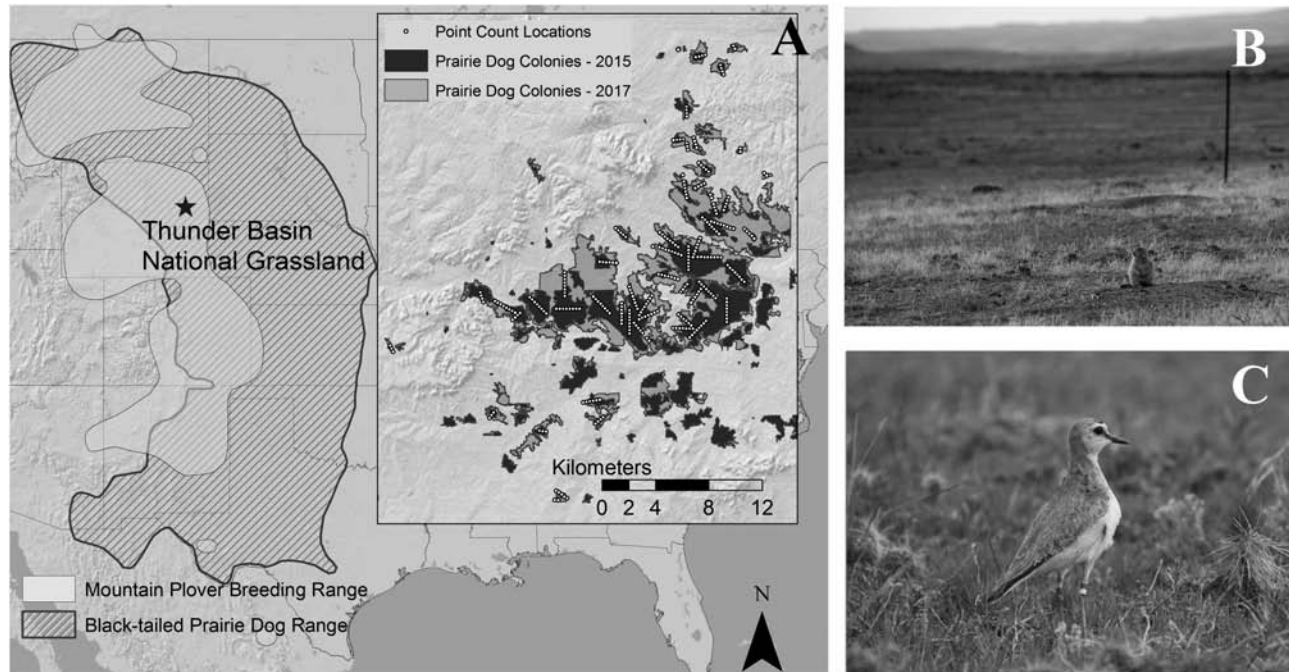 A
Point Count Locations
Prairie Dog Colonies - 2015
Prairie Dog Colonies - 2017
Thunder Basin
National Grassland
Kilometers
0 2 4 8 12
Mountain Plover Breeding Range
Black-tailed Prairie Dog Range
N
B
C